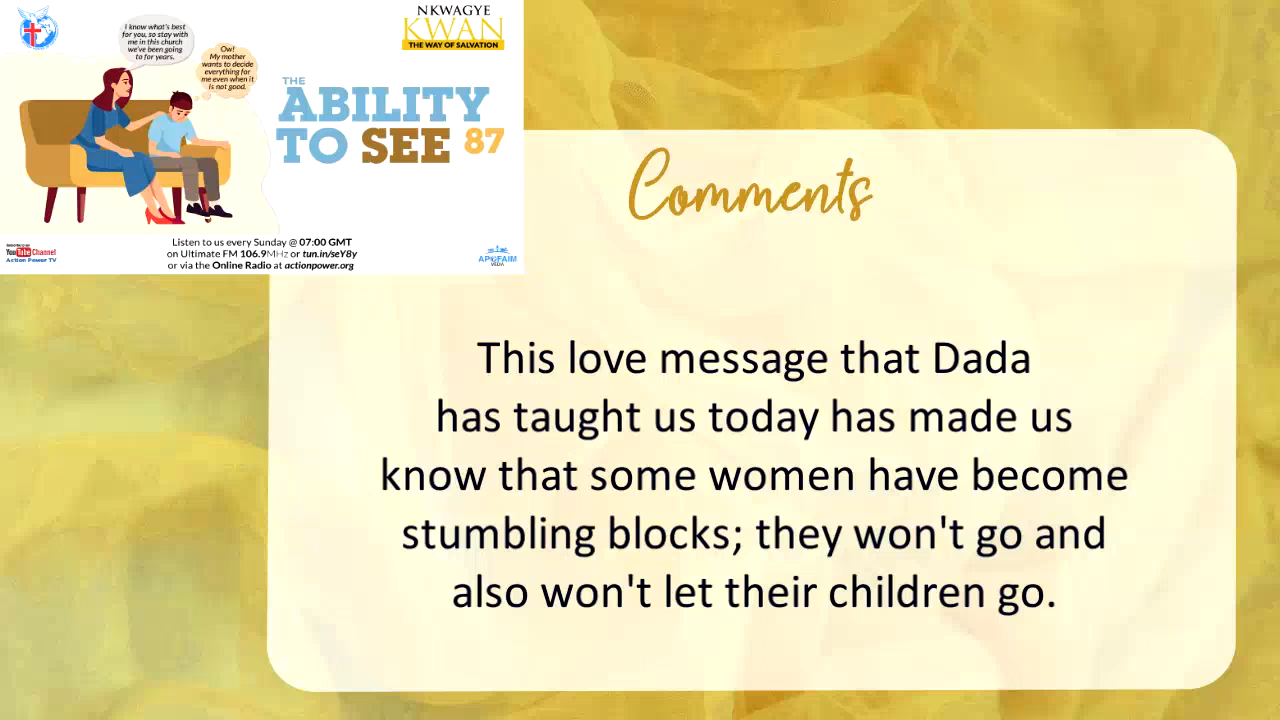 I know what's best
for you, so stay with
me in this church
we've been going
to for years.
Ow!
My mother
wants to decide
everything for
me even when it
is not good.
NKWAGYE
KWAN
THE WAY OF SALVATION
THE
ABILITY
TO SEE 87
Listen to us every Sunday @ 07:00 GMT
on Ultimate FM 106.9MHz or tun.in/seY8y
or via the Online Radio at actionpower.org
YouTube Channel
Action Power TV
APOFAIM
MEDIA
Comments
This love message that Dada
has taught us today has made us
know that some women have become
stumbling blocks; they won't go and
also won't let their children go.